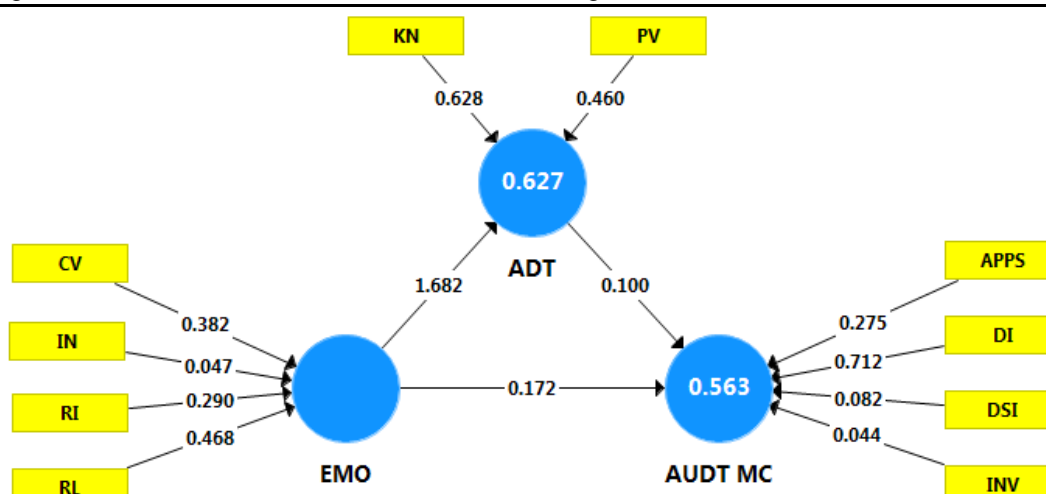 KN
PV
0.628
0.460
0.627
ADT
CV
APPS
1.682
0.100
0.382
0.275
IN
DI
0.047
0.712
0.172
0.563
RI
0.290
0.082
DSI
0.468
0.044
EMO
AUDT MC
RL
INV